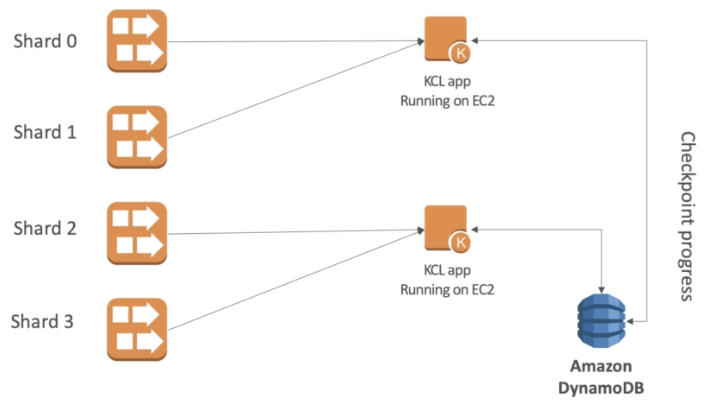 Shard 0
K
KCL app
Running on EC2
Shard 1
Checkpoint progress
Shard 2
K
KCL app
Running on EC2
Shard 3
Amazon
DynamoDB